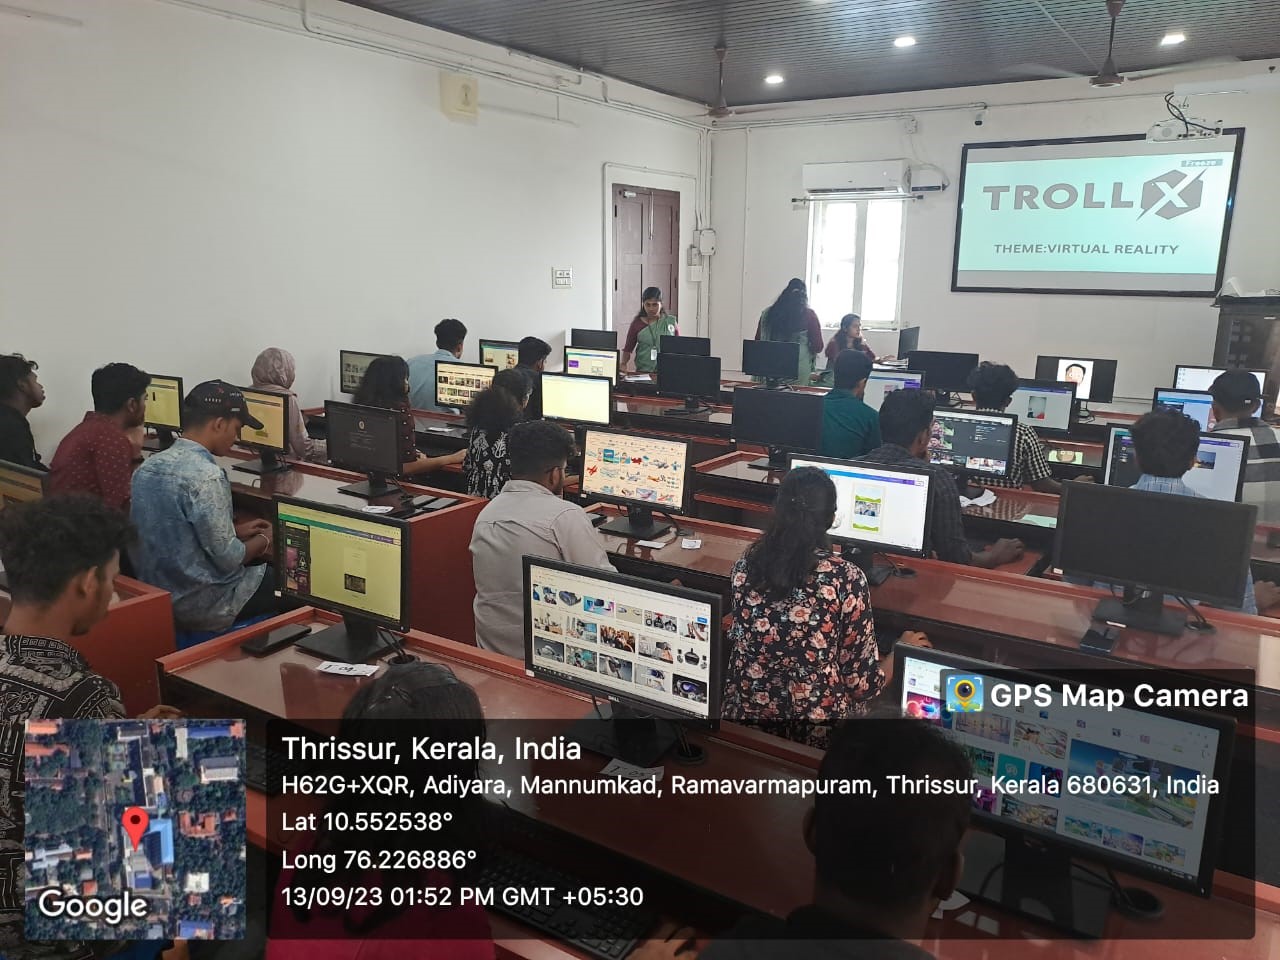 Freeze
TROLL X
THEME:VIRTUAL REALITY
GPS Map Camera
Thrissur, Kerala, India
H62G+XQR, Adiyara, Mannumkad, Ramavarmapuram, Thrissur, Kerala 680631, India
Lat 10.552538°
Long 76.226886°
13/09/23 01:52 PM GMT +05:30
Google